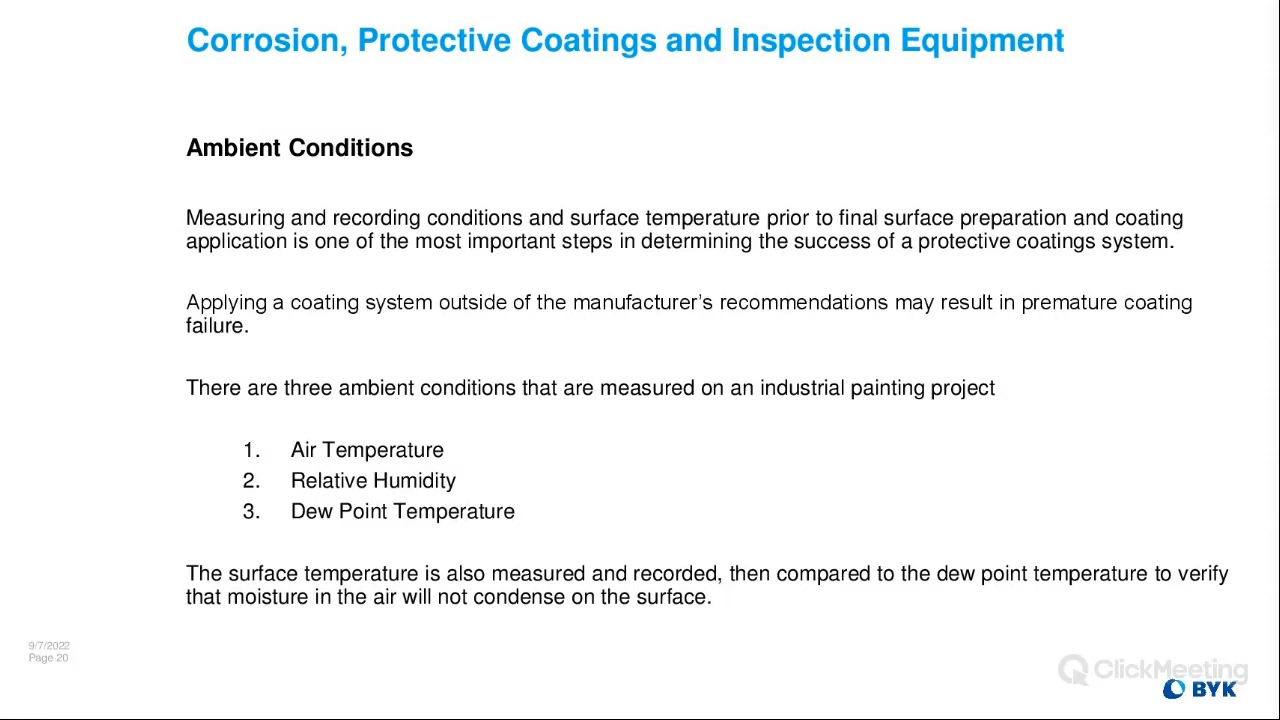 Corrosion, Protective Coatings and Inspection Equipment
Ambient Conditions
Measuring and recording conditions and surface temperature prior to final surface preparation and coating
application is one of the most important steps in determining the success of a protective coatings system.
Applying a coating system outside of the manufacturer’s recommendations may result in premature coating
failure.
There are three ambient conditions that are measured on an industrial painting project
1. Air Temperature
2. Relative Humidity
3. Dew Point Temperature
The surface temperature is also measured and recorded, then compared to the dew point temperature to verify
that moisture in the air will not condense on the surface.
9/7/2022
Page 20
ClickMeeting
BYK